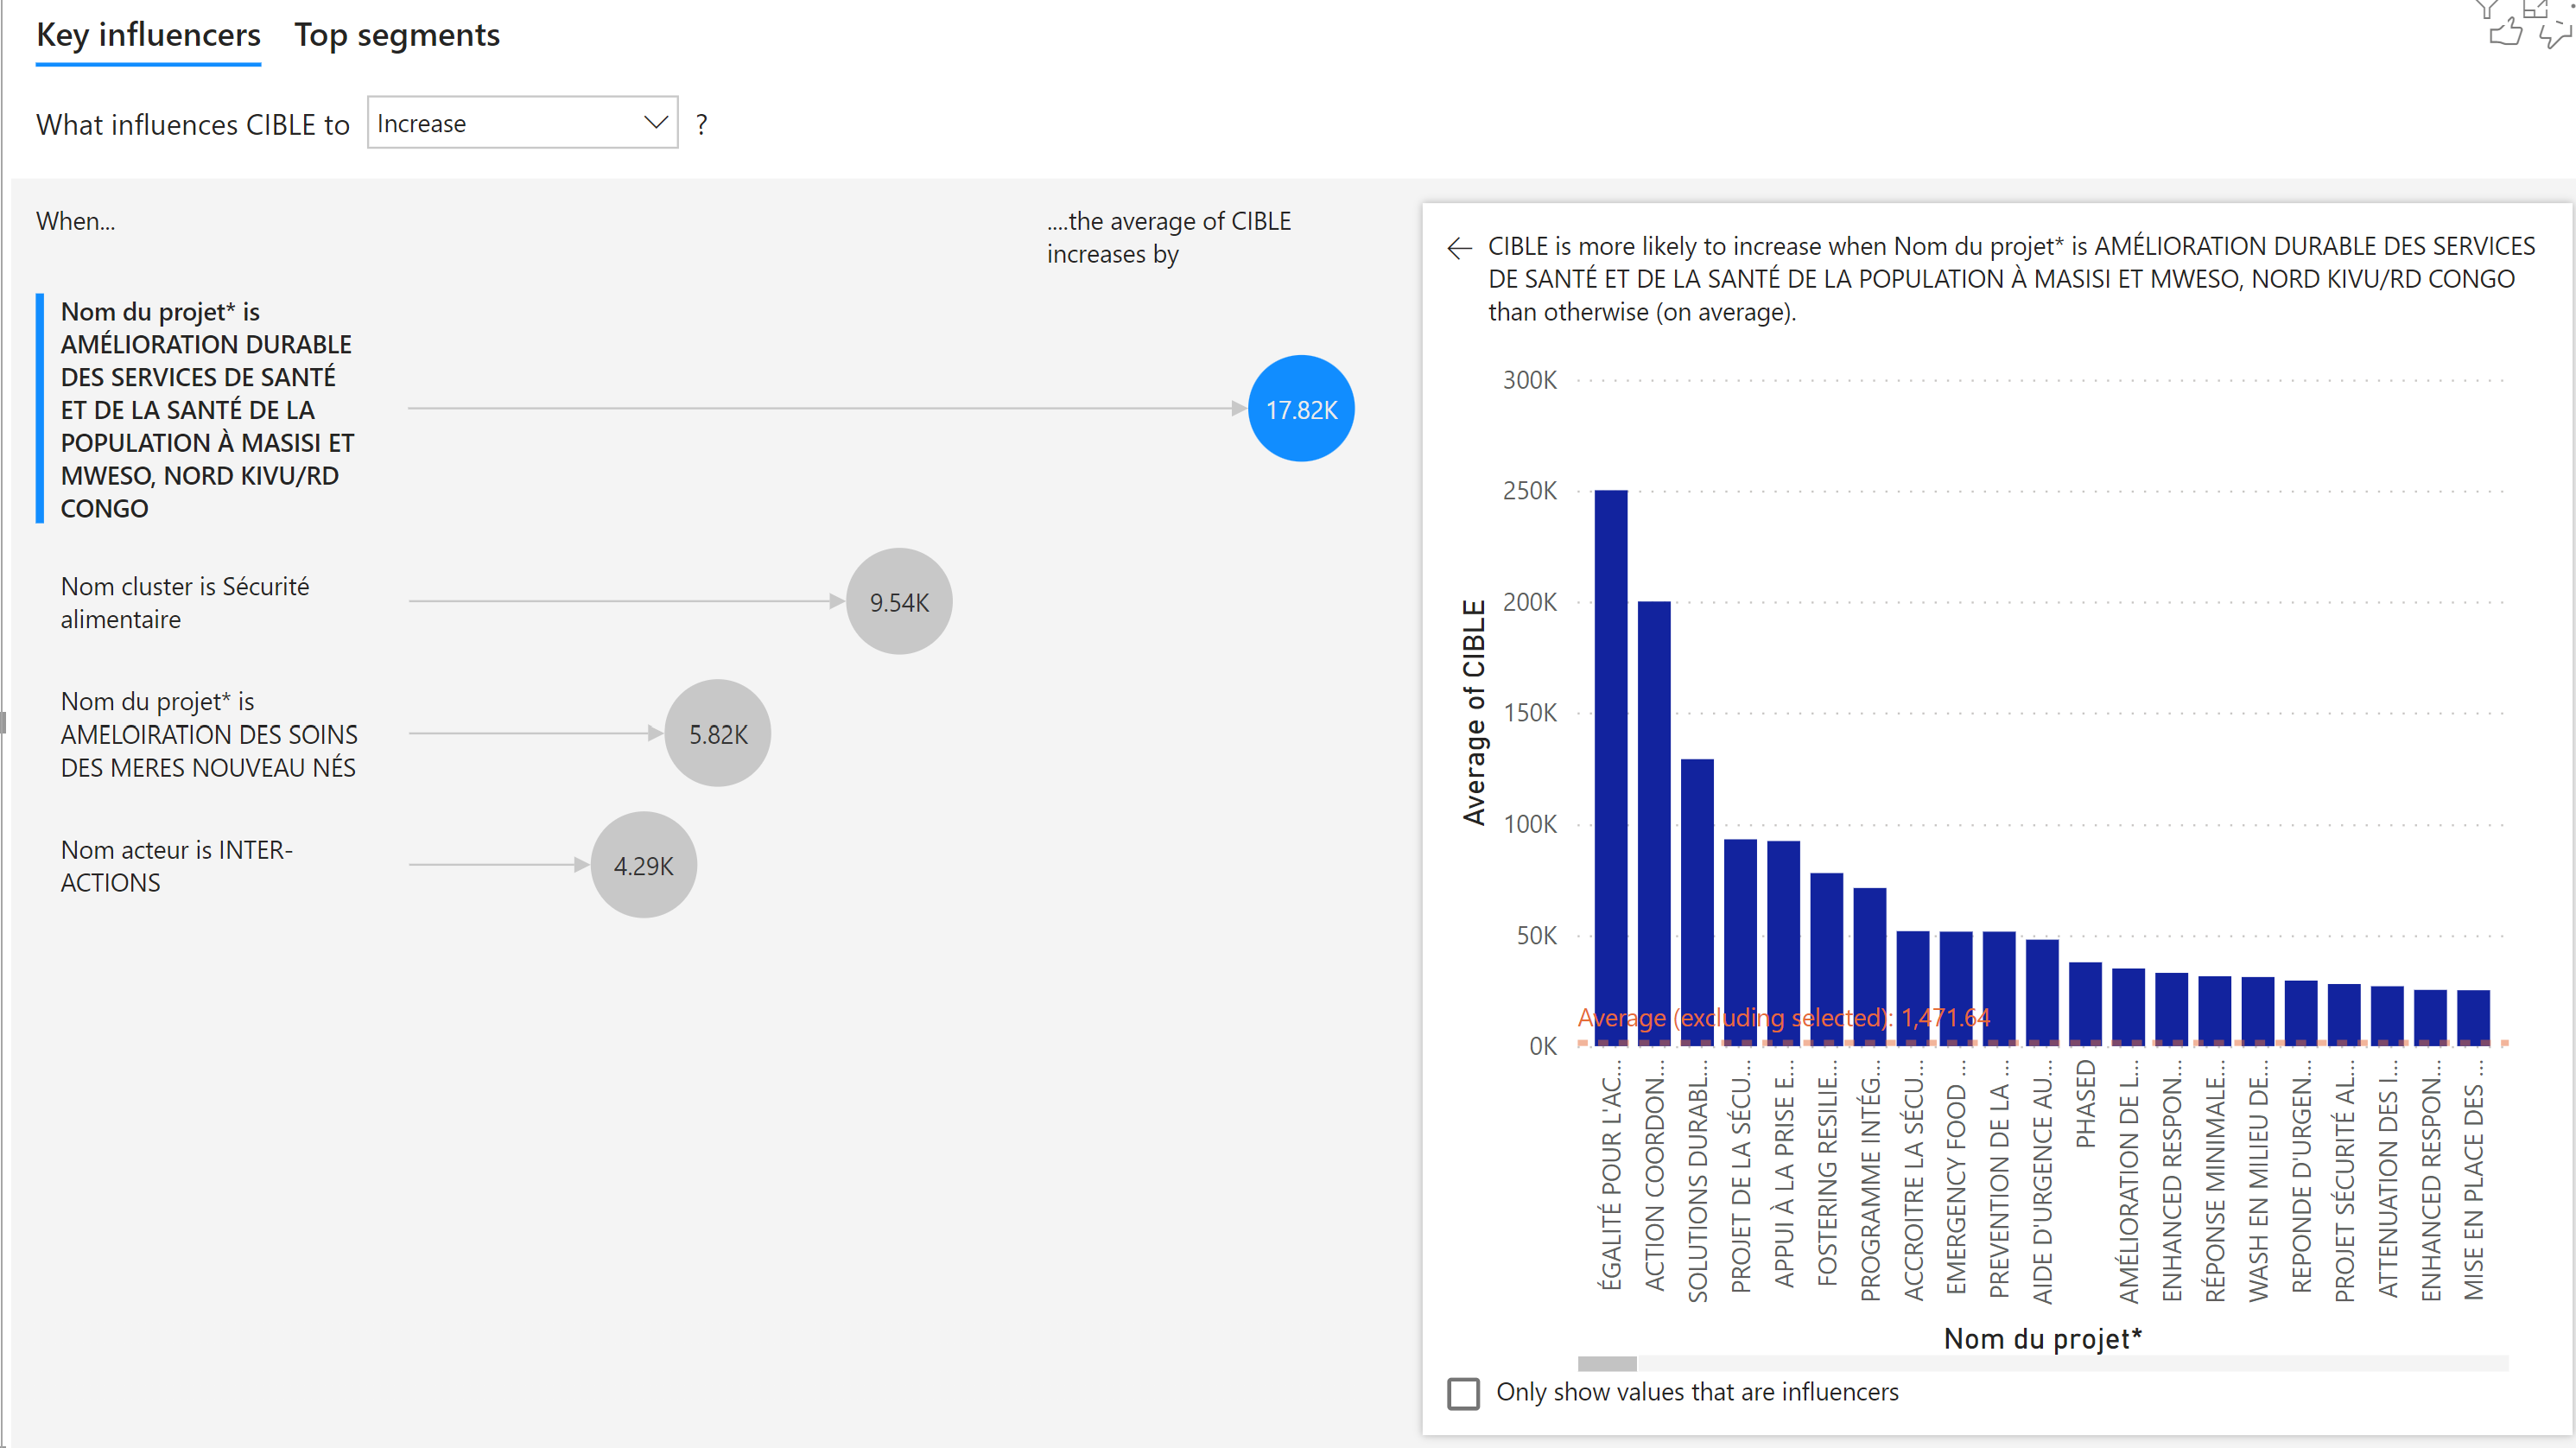 Key influencers
Top segments
What influences CIBLE to
Increase
?
When...
....the average of CIBLE
increases by
Nom du projet* is
AMÉLIORATION DURABLE
DES SERVICES DE SANTÉ
ET DE LA SANTÉ DE LA
POPULATION À MASISI ET
MWESO, NORD KIVU/RD
CONGO
17.82K
Nom cluster is Sécurité
alimentaire
9.54K
Nom du projet* is
AMELOIRATION DES SOINS
DES MERES NOUVEAU NÉS
5.82K
Nom acteur is INTER-
ACTIONS
4.29K
CIBLE is more likely to increase when Nom du projet* is AMÉLIORATION DURABLE DES SERVICES
DE SANTÉ ET DE LA SANTÉ DE LA POPULATION À MASISI ET MWESO, NORD KIVU/RD CONGO
than otherwise (on average).
Average of CIBLE
300K
250K
200K
150K
100K
50K
0K
Average (excluding selected): 1,471.64
ÉGALITÉ POUR L'AC...
ACTION COORDON...
SOLUTIONS DURABL...
PROJET DE LA SÉCU...
APPUI À LA PRISE E...
FOSTERING RESILIE...
PROGRAMME INTÉG...
ACCROITRE LA SÉCU...
EMERGENCY FOOD ...
PREVENTION DE LA ...
AIDE D'URGENCE AU...
PHASED
AMÉLIORATION DE L...
ENHANCED RESPON...
RÉPONSE MINIMALE...
WASH EN MILIEU DE...
REPONDE D'URGEN...
PROJET SÉCURITÉ AL...
ATTENUATION DES I...
ENHANCED RESPON...
MISE EN PLACE DES ...
Nom du projet*
Only show values that are influencers